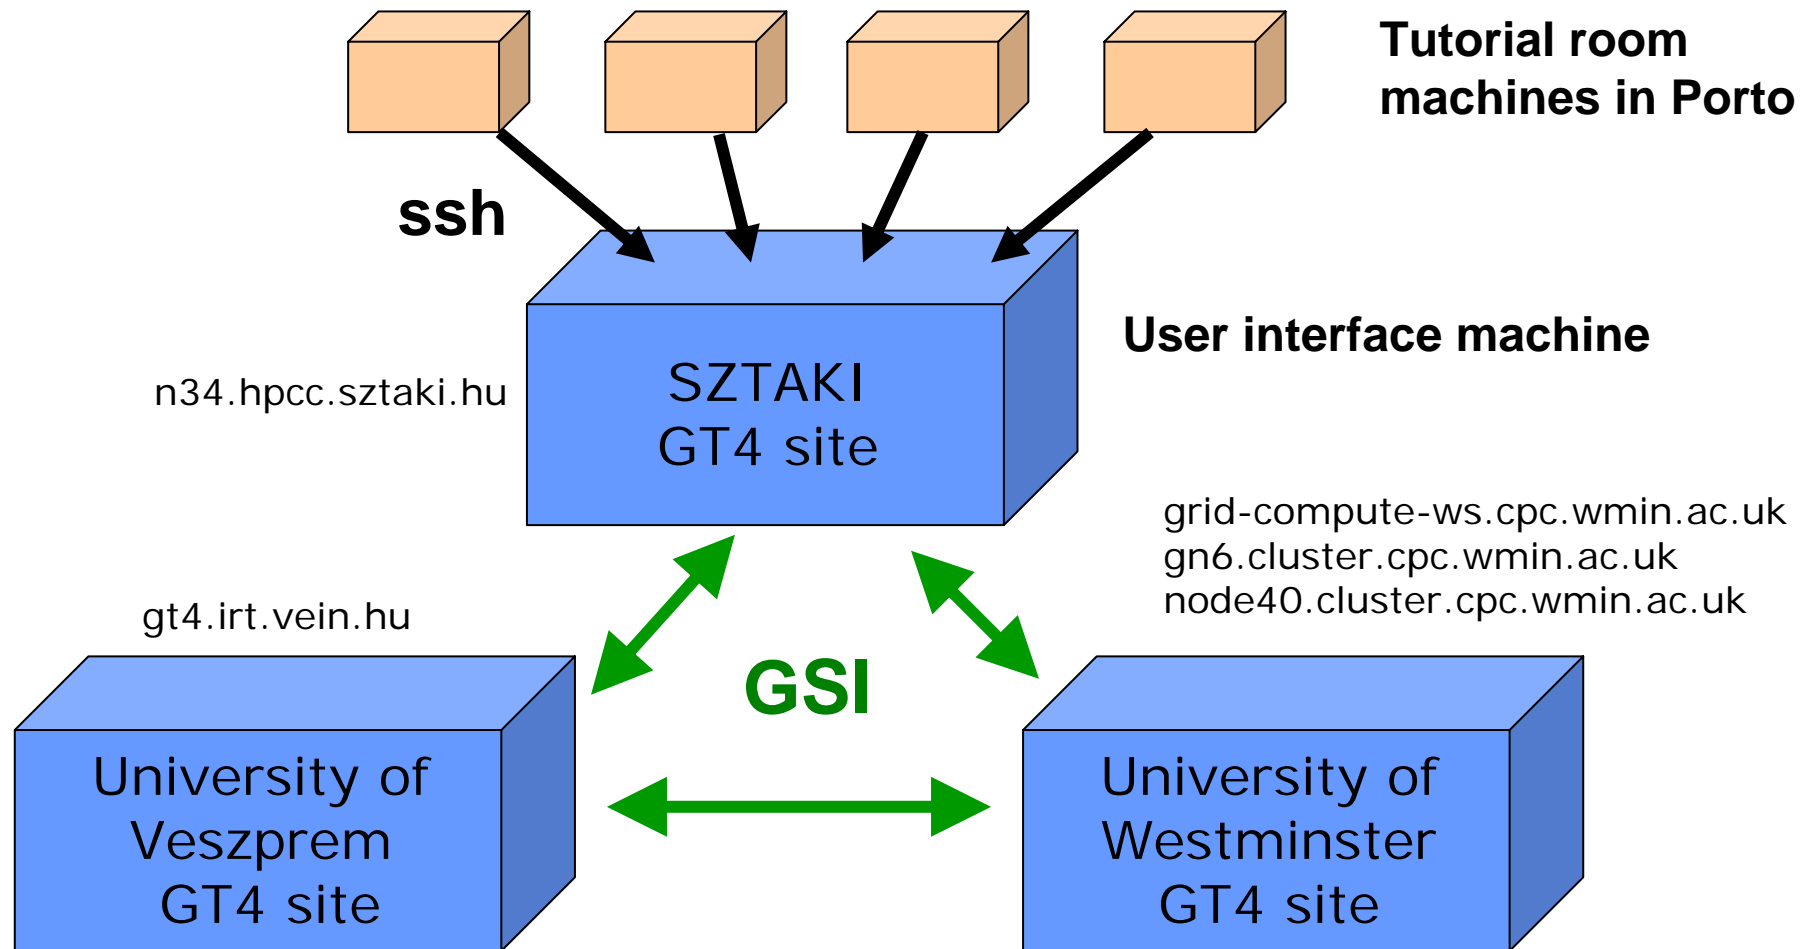 Tutorial room
machines in Porto
ssh
User interface machine
n34.hpcc.sztaki.hu
SZTAKI
GT4 site
grid-compute-ws.cpc.wmin.ac.uk
gn6.cluster.cpc.wmin.ac.uk
node40.cluster.cpc.wmin.ac.uk
gt4.irt.vein.hu
GSI
University of
Veszprem
GT4 site
University of
Westminster
GT4 site